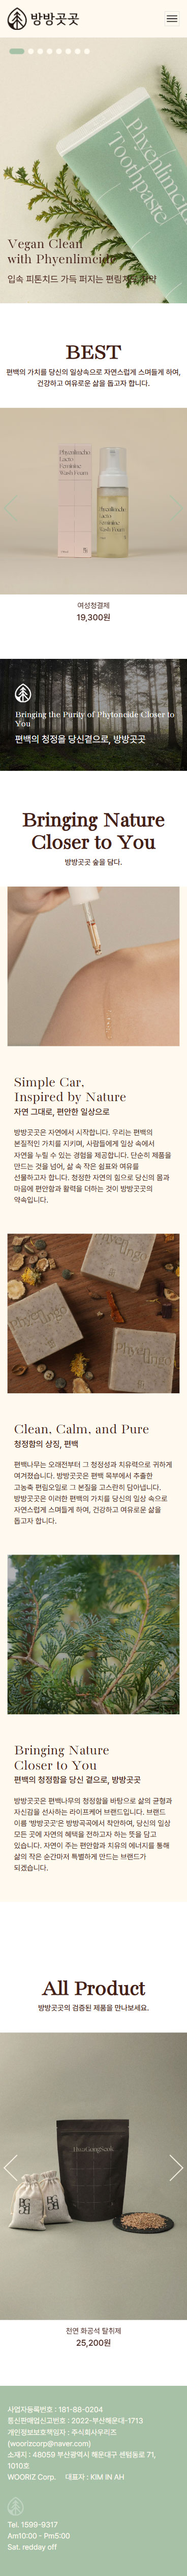 방방곳곳
Phyenlimcide
Toothpaste
Vegan Clean
with Phyenlimcide
BEST
편백의 가치를 당신의 일상속으로 자연스럽게 스며들게 하여,
건강하고 여유로운 삶을 돕고자 합니다.
여성청결제
19,300원
Bringing the Purity of Phytoncide Closer to
You
편백의 청정을 당신곁으로, 방방곳곳
Bringing Nature
Closer to You
방방곳곳 숲을 담다.
Simple Car,
Inspired by Nature
자연 그대로, 편안한 일상으로
방방곳곳은 자연에서 시작합니다. 우리는 편백의
본질적인 가치를 지키며, 사람들에게 일상 속에서
자연을 누릴 수 있는 경험을 제공합니다. 단순히 제품을
만드는 것을 넘어, 삶 속 작은 쉼표와 여유를
선물하고자 합니다. 청정한 자연의 힘으로 당신의 몸과
마음에 편안함과 활력을 더하는 것이 방방곳곳의
약속입니다.
Clean, Calm, and Pure
청정함의 상징, 편백
편백나무는 오래전부터 그 청정성과 치유력으로 귀하게
여겨졌습니다. 방방곳곳은 편백 목부에서 추출한
고농축 편림오일로 그 본질을 고스란히 담아냅니다.
방방곳곳은 이러한 편백의 가치를 당신의 일상 속으로
자연스럽게 스며들게 하여, 건강하고 여유로운 삶을
돕고자 합니다.
Bringing Nature
Closer to You
편백의 청정함을 당신 곁으로, 방방곳곳
방방곳곳은 편백나무의 청정함을 바탕으로 삶의 균형과
자신감을 선사하는 라이프케어 브랜드입니다. 브랜드
이름 '방방곳곳'은 방방곡곡에서 착안하여, 당신의 일상
모든 곳에 자연의 혜택을 전하고자 하는 뜻을 담고
있습니다. 자연이 주는 편안함과 치유의 에너지를 통해
삶의 작은 순간마저 특별하게 만드는 브랜드가
되겠습니다.
All Product
방방곳곳의 검증된 제품을 만나보세요.
천연 화공석 탈취제
25,200원
사업자등록번호 : 181-88-0204
통신판매업신고번호 : 2022-부산해운대-1713
개인정보보호책임자 : 주식회사우리즈
(woorizcorp@naver.com)
소재지 : 48059 부산광역시 해운대구 센텀동로 71,
1010호
WOORIZ Corp. 대표자 : KIM IN AH
Tel. 1599-9317
Am10:00 - Pm5:00
Sat. redday off